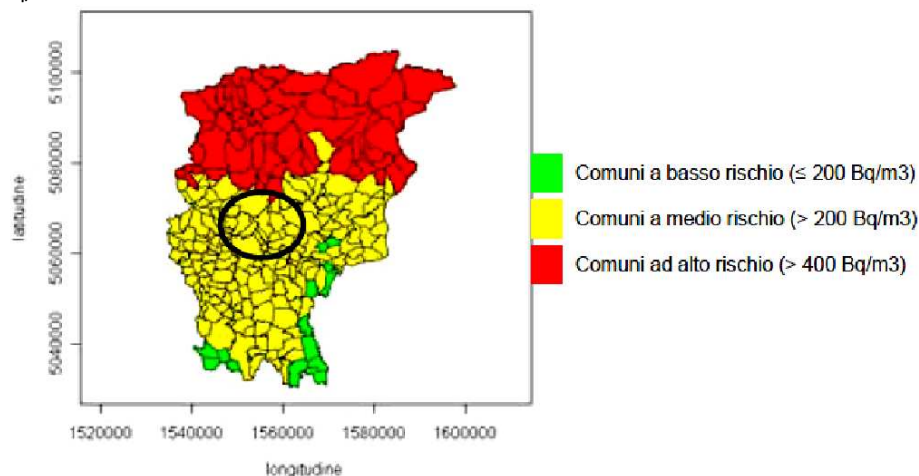 latitudine
5100000
5080000
5060000
5040000
1520000 1540000 1560000 1580000 1600000
longitudine
Comuni a basso rischio (≤ 200 Bq/m3)
Comuni a medio rischio (> 200 Bq/m3)
Comuni ad alto rischio (> 400 Bq/m3)